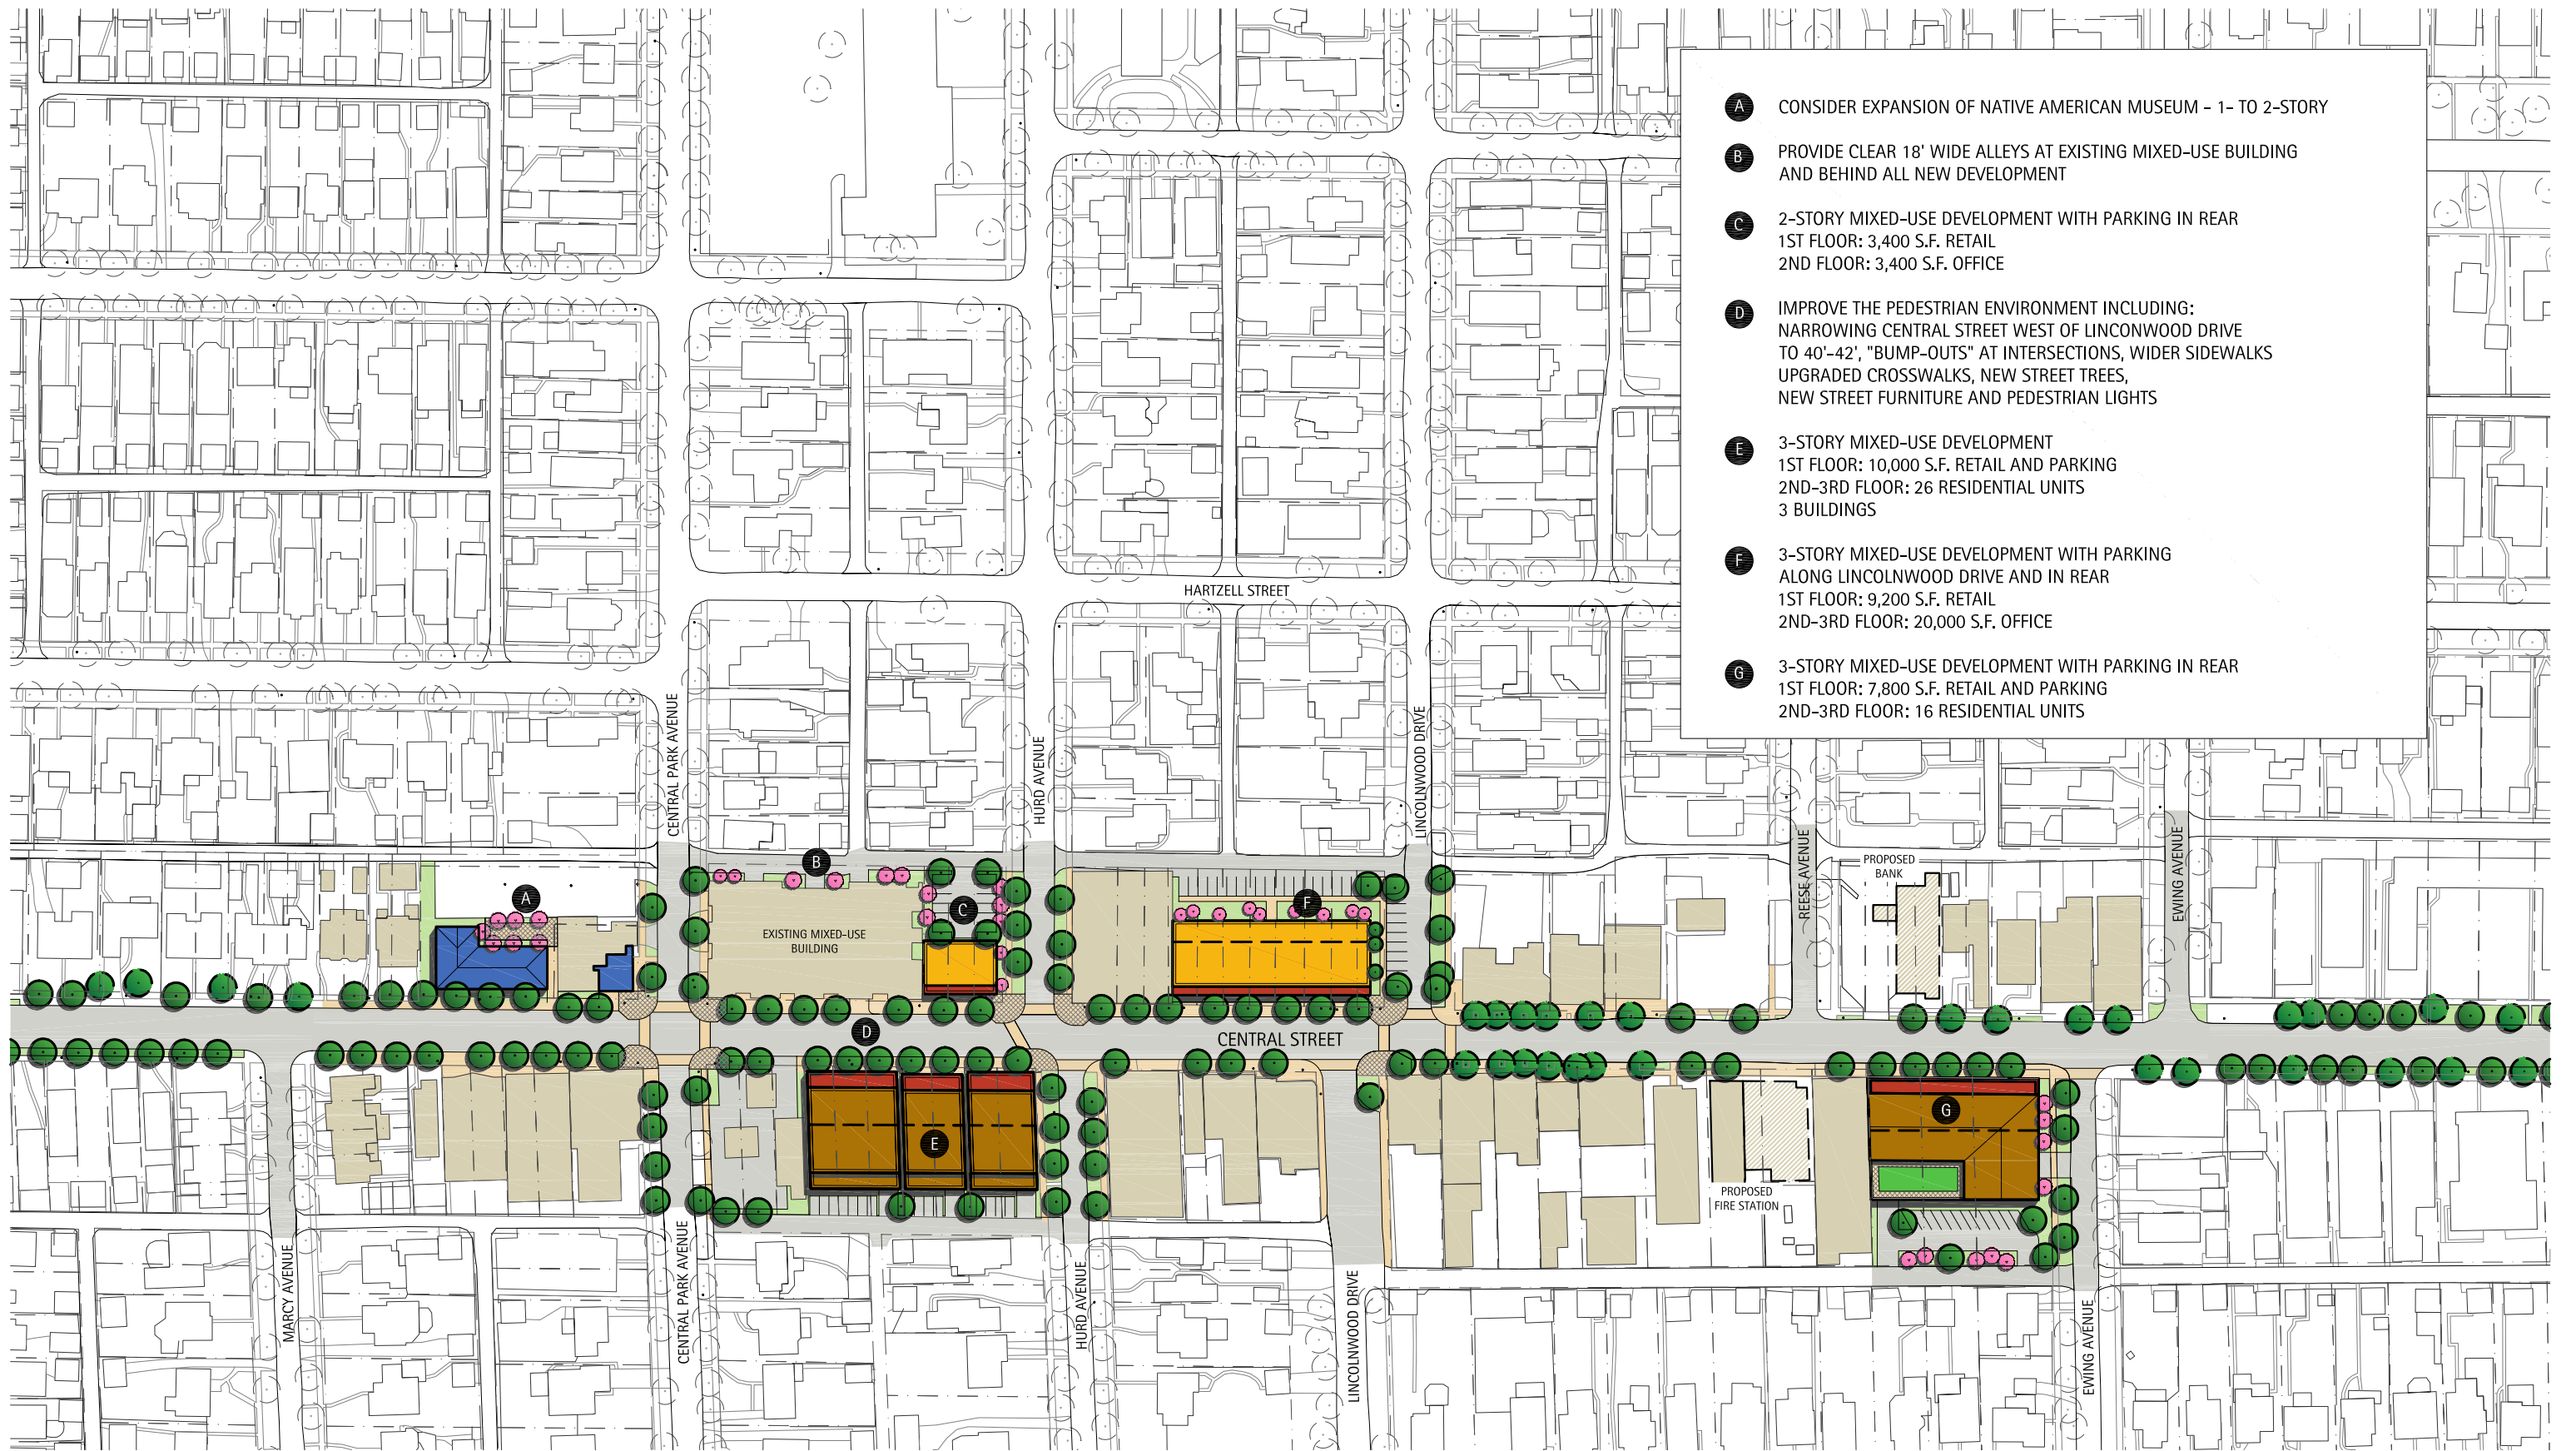 A CONSIDER EXPANSION OF NATIVE AMERICAN MUSEUM - 1- TO 2-STORY
B PROVIDE CLEAR 18' WIDE ALLEYS AT EXISTING MIXED-USE BUILDING
AND BEHIND ALL NEW DEVELOPMENT
C 2-STORY MIXED-USE DEVELOPMENT WITH PARKING IN REAR
1ST FLOOR: 3,400 S.F. RETAIL
2ND FLOOR: 3,400 S.F. OFFICE
D IMPROVE THE PEDESTRIAN ENVIRONMENT INCLUDING:
NARROWING CENTRAL STREET WEST OF LINCONWOOD DRIVE
TO 40'-42', "BUMP-OUTS" AT INTERSECTIONS, WIDER SIDEWALKS
UPGRADED CROSSWALKS, NEW STREET TREES,
NEW STREET FURNITURE AND PEDESTRIAN LIGHTS
E 3-STORY MIXED-USE DEVELOPMENT
1ST FLOOR: 10,000 S.F. RETAIL AND PARKING
2ND-3RD FLOOR: 26 RESIDENTIAL UNITS
3 BUILDINGS
F 3-STORY MIXED-USE DEVELOPMENT WITH PARKING
ALONG LINCOLNWOOD DRIVE AND IN REAR
1ST FLOOR: 9,200 S.F. RETAIL
2ND-3RD FLOOR: 20,000 S.F. OFFICE
G 3-STORY MIXED-USE DEVELOPMENT WITH PARKING IN REAR
1ST FLOOR: 7,800 S.F. RETAIL AND PARKING
2ND-3RD FLOOR: 16 RESIDENTIAL UNITS
HARTZELL STREET
CENTRAL PARK AVENUE
HURD AVENUE
LINCOLNWOOD DRIVE
REESE AVENUE
EWING AVENUE
PROPOSED
BANK
A
B
C
F
EXISTING MIXED-USE
BUILDING
D
CENTRAL STREET
E
G
PROPOSED
FIRE STATION
MARCY AVENUE
CENTRAL PARK AVENUE
HURD AVENUE
LINCOLNWOOD DRIVE
EWING AVENUE